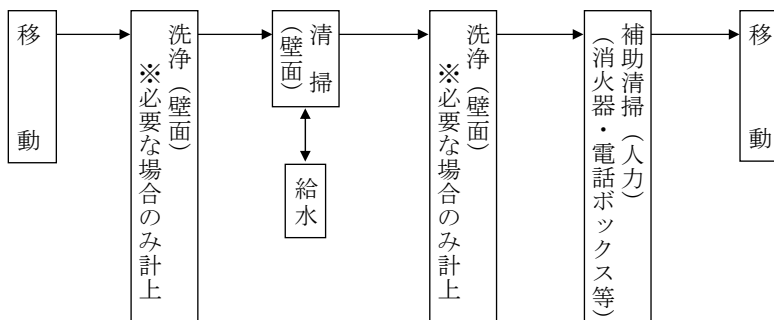 移動
洗浄（壁面）
※必要な場合のみ計上
清掃
（壁面）
給水
洗浄（壁面）
※必要な場合のみ計上
補助清掃（人力）
（消火器・電話ボックス等）
移動